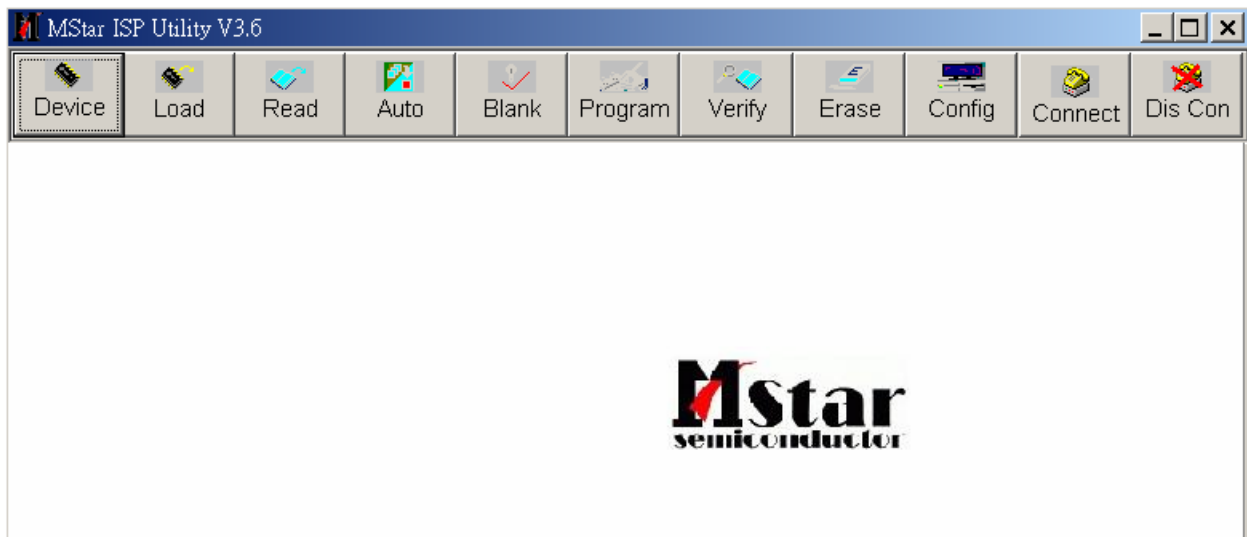 MStar ISP Utility V3.6
Device Load Read Auto Blank Program Verify Erase Config Connect Dis Con
Mstar
semiconductor